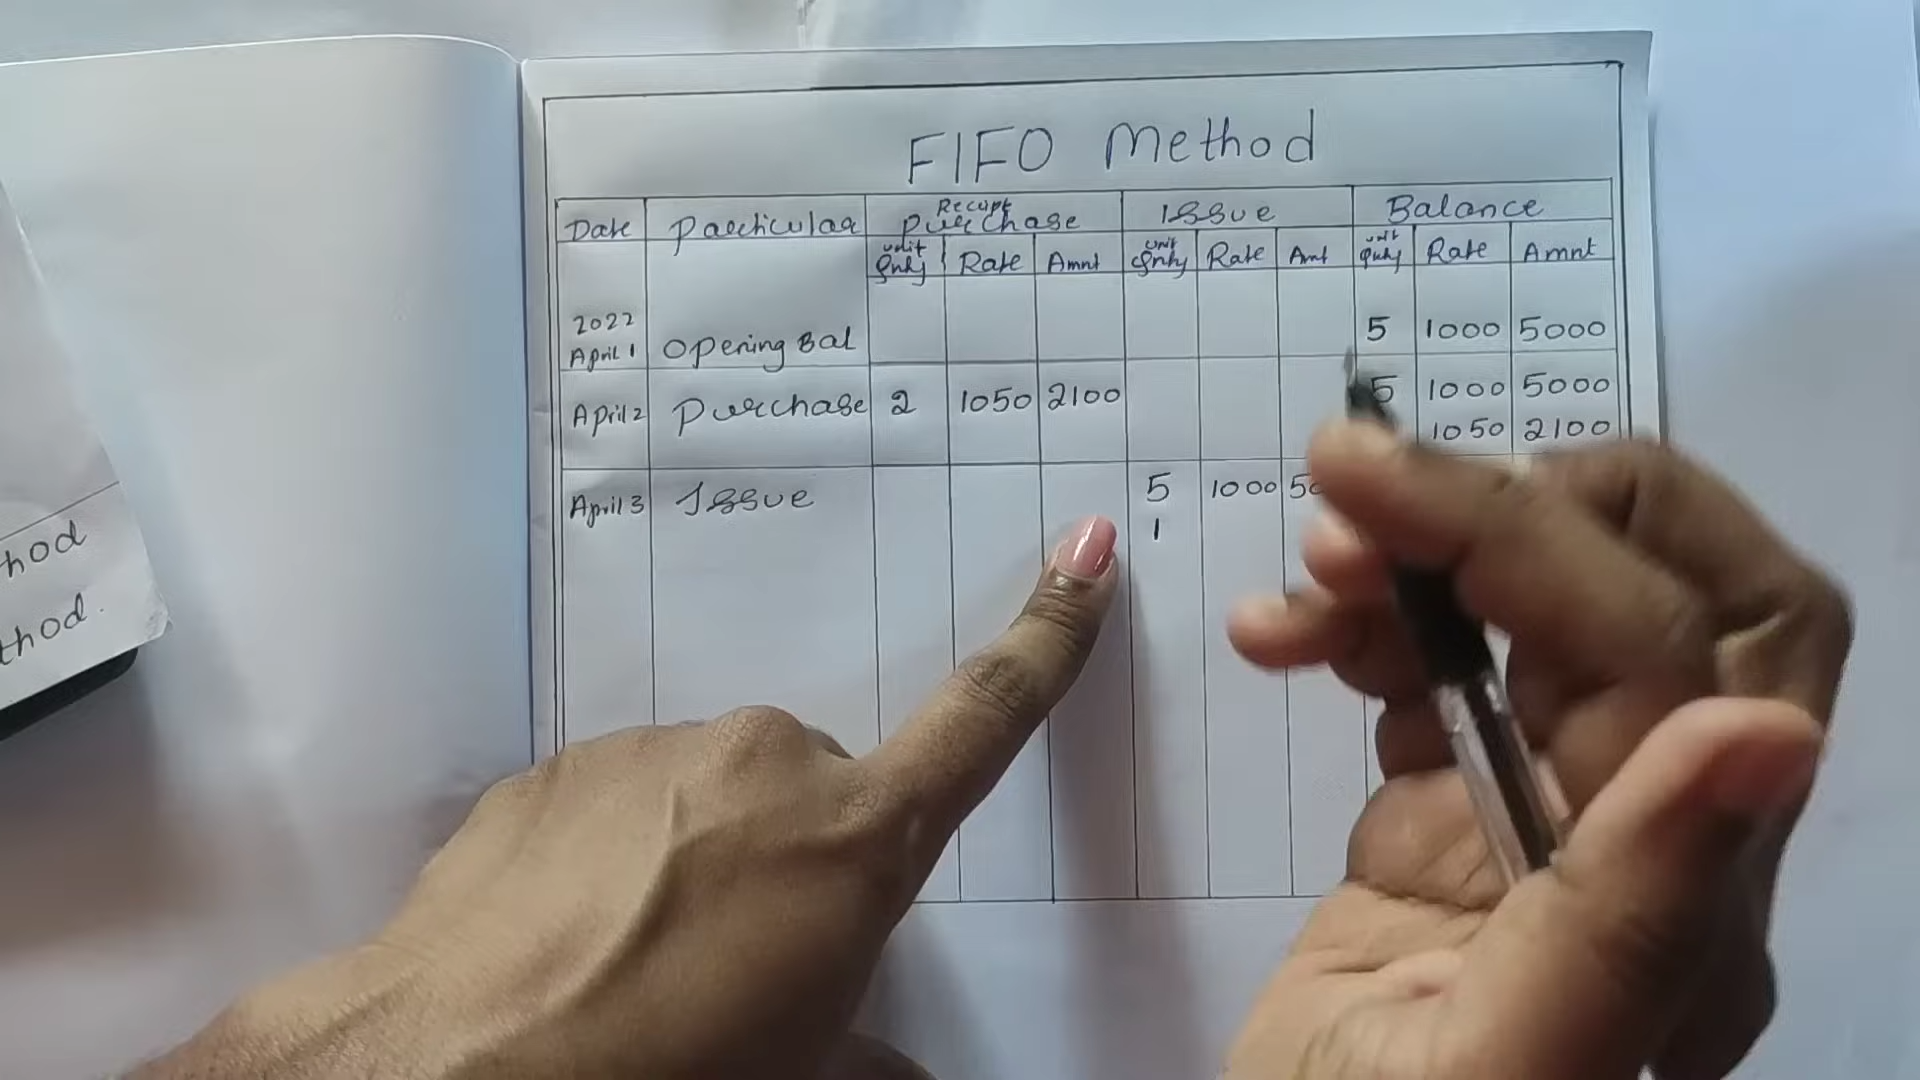 FIFO Method
Date Particular Receipt Purchase Issue Balance
unit Qnty Rate Amnt unit Qnty Rate Amt unit Qnty Rate Amnt
2022
April 1 Opening Bal 5 1000 5000
April 2 Purchase 2 1050 2100 5 1000 5000
1050 2100
April 3 Issue 5 1000
1
hod
thod.